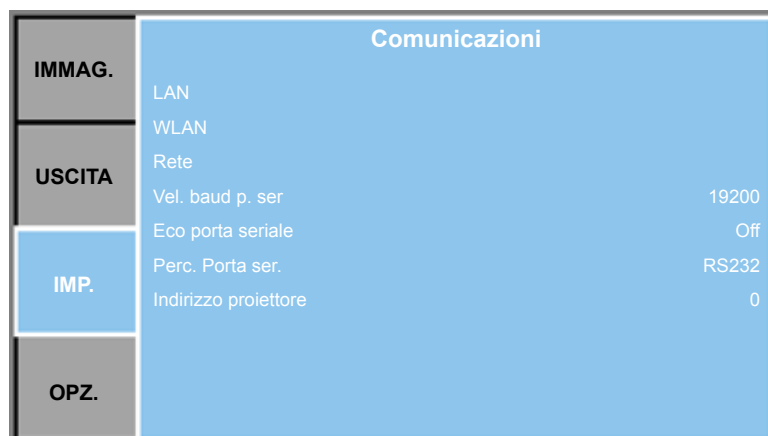 IMMAG.
USCITA
IMP.
OPZ.
Comunicazioni
LAN
WLAN
Rete
Vel. baud p. ser 19200
Eco porta seriale Off
Perc. Porta ser. RS232
Indirizzo proiettore 0